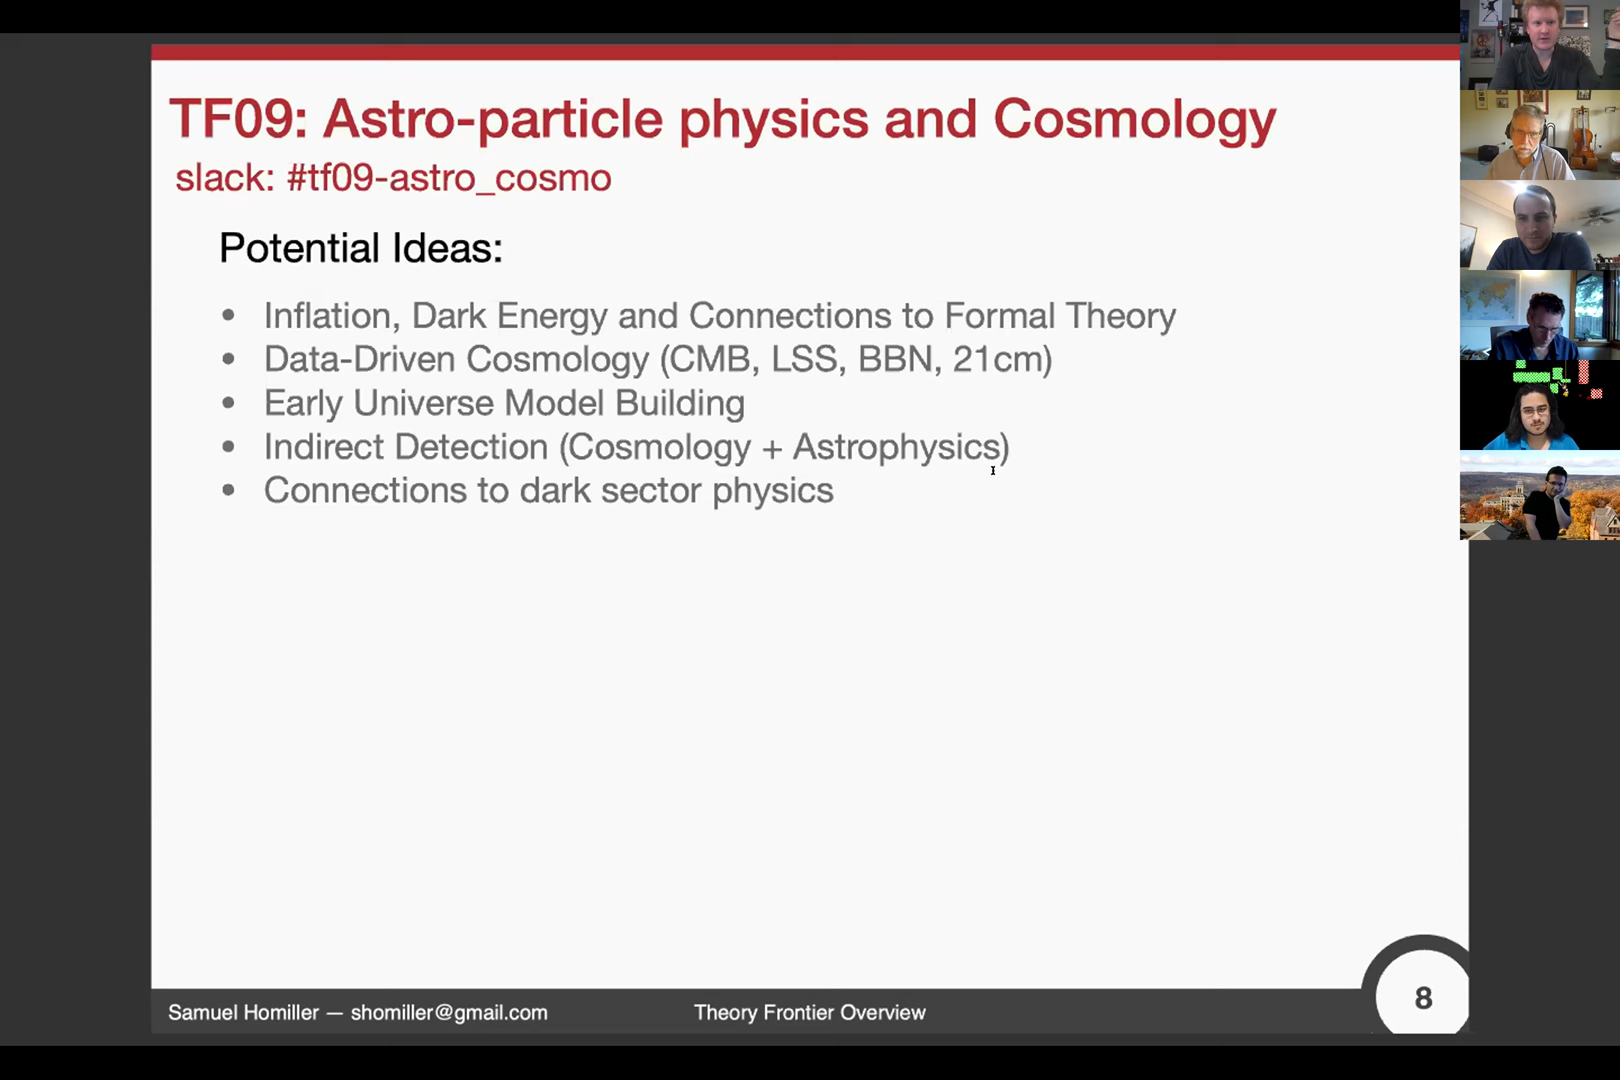 TF09: Astro-particle physics and Cosmology
slack: #tf09-astro_cosmo
Potential Ideas:
• Inflation, Dark Energy and Connections to Formal Theory
• Data-Driven Cosmology (CMB, LSS, BBN, 21cm)
• Early Universe Model Building
• Indirect Detection (Cosmology + Astrophysics)
• Connections to dark sector physics
Samuel Homiller — shomiller@gmail.com
Theory Frontier Overview
8